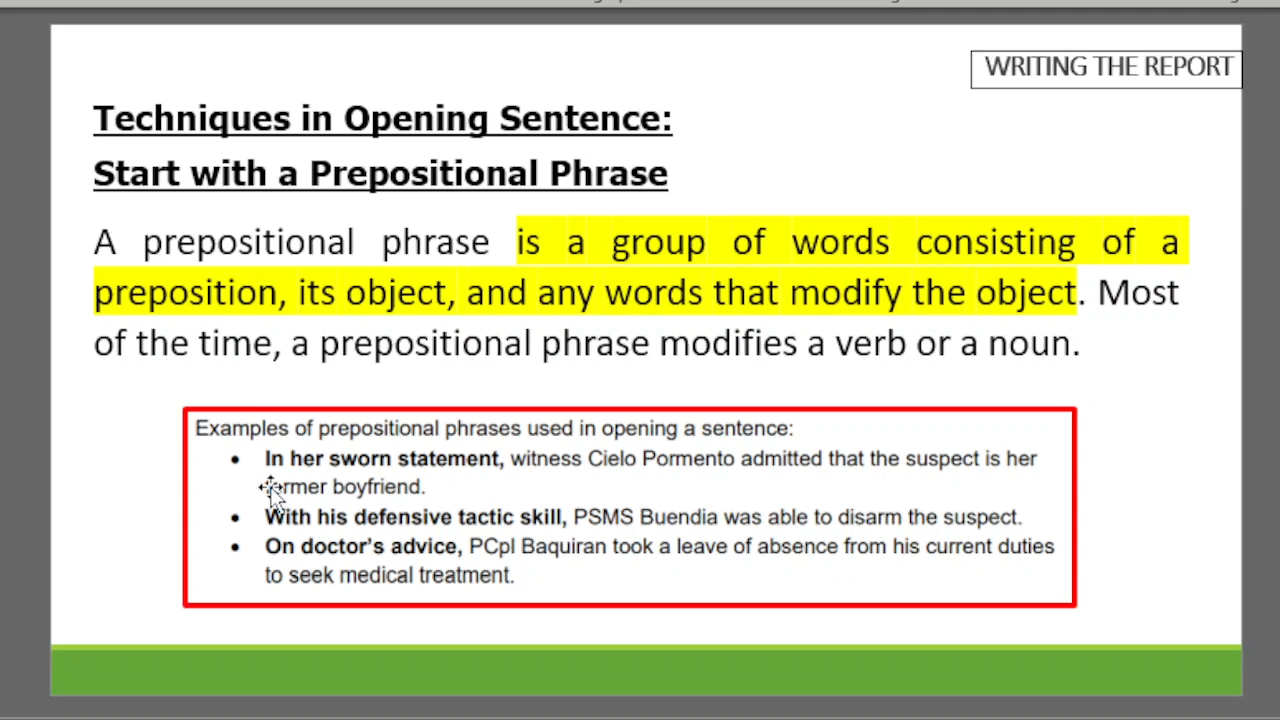 WRITING THE REPORT
Techniques in Opening Sentence:
Start with a Prepositional Phrase
A prepositional phrase is a group of words consisting of a
preposition, its object, and any words that modify the object. Most
of the time, a prepositional phrase modifies a verb or a noun.
Examples of prepositional phrases used in opening a sentence:
• In her sworn statement, witness Cielo Pormento admitted that the suspect is her
former boyfriend.
• With his defensive tactic skill, PSMS Buendia was able to disarm the suspect.
• On doctor's advice, PCpl Baquiran took a leave of absence from his current duties
to seek medical treatment.